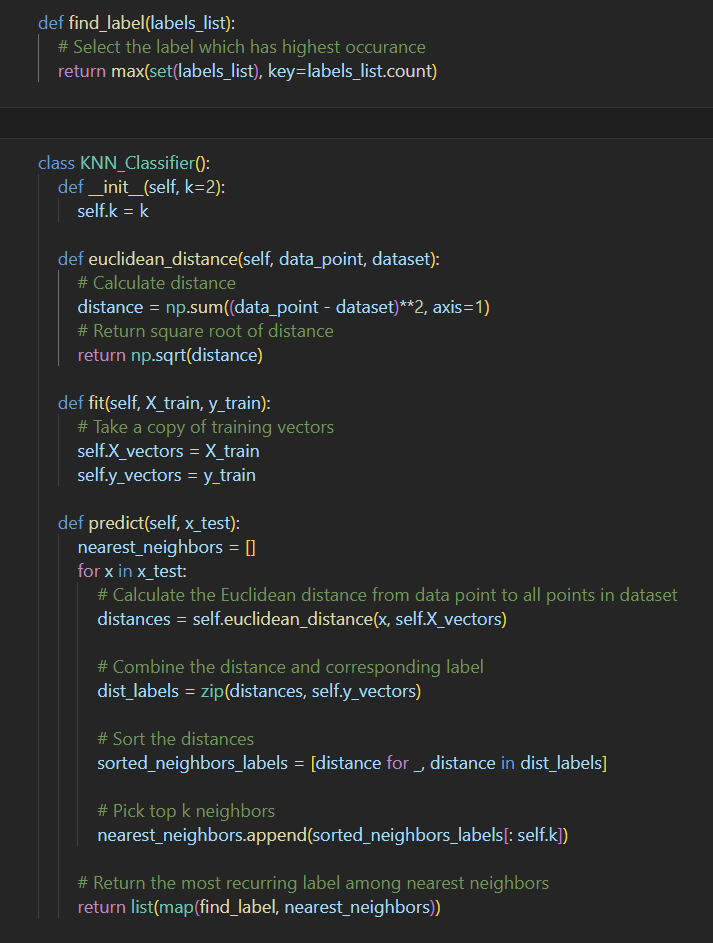 def find_label(labels_list):
# Select the label which has highest occurance
return max(set(labels_list), key=labels_list.count)
class KNN_Classifier():
def __init__(self, k=2):
self.k = k
def euclidean_distance(self, data_point, dataset):
# Calculate distance
distance = np.sum((data_point - dataset)**2, axis=1)
# Return square root of distance
return np.sqrt(distance)
def fit(self, X_train, y_train):
# Take a copy of training vectors
self.X_vectors = X_train
self.y_vectors = y_train
def predict(self, x_test):
nearest_neighbors = []
for x in x_test:
# Calculate the Euclidean distance from data point to all points in dataset
distances = self.euclidean_distance(x, self.X_vectors)
# Combine the distance and corresponding label
dist_labels = zip(distances, self.y_vectors)
# Sort the distances
sorted_neighbors_labels = [distance for _, distance in dist_labels]
# Pick top k neighbors
nearest_neighbors.append(sorted_neighbors_labels[: self.k])
# Return the most recurring label among nearest neighbors
return list(map(find_label, nearest_neighbors))